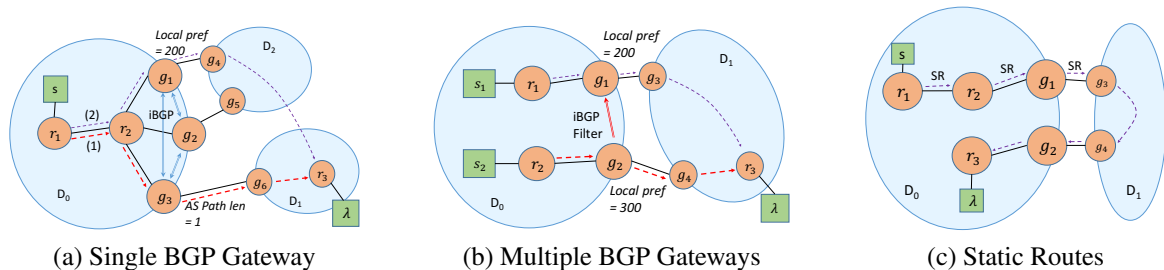 Local pref
= 200
D₂
g₄
g₁
s
(2)
iBGP
g₅
r₁
r₂
g₂
(1)
g₆
r₃
D₀
g₃
AS Path len
= 1
D₁
λ
(a) Single BGP Gateway
Local pref
= 200
D₁
s₁
r₁
g₁
g₃
iBGP
Filter
s₂
r₂
g₂
g₄
r₃
D₀
Local pref
= 300
λ
(b) Multiple BGP Gateways
s
SR
SR
g₁
g₃
r₁
r₂
r₃
g₂
g₄
D₀
λ
D₁
(c) Static Routes